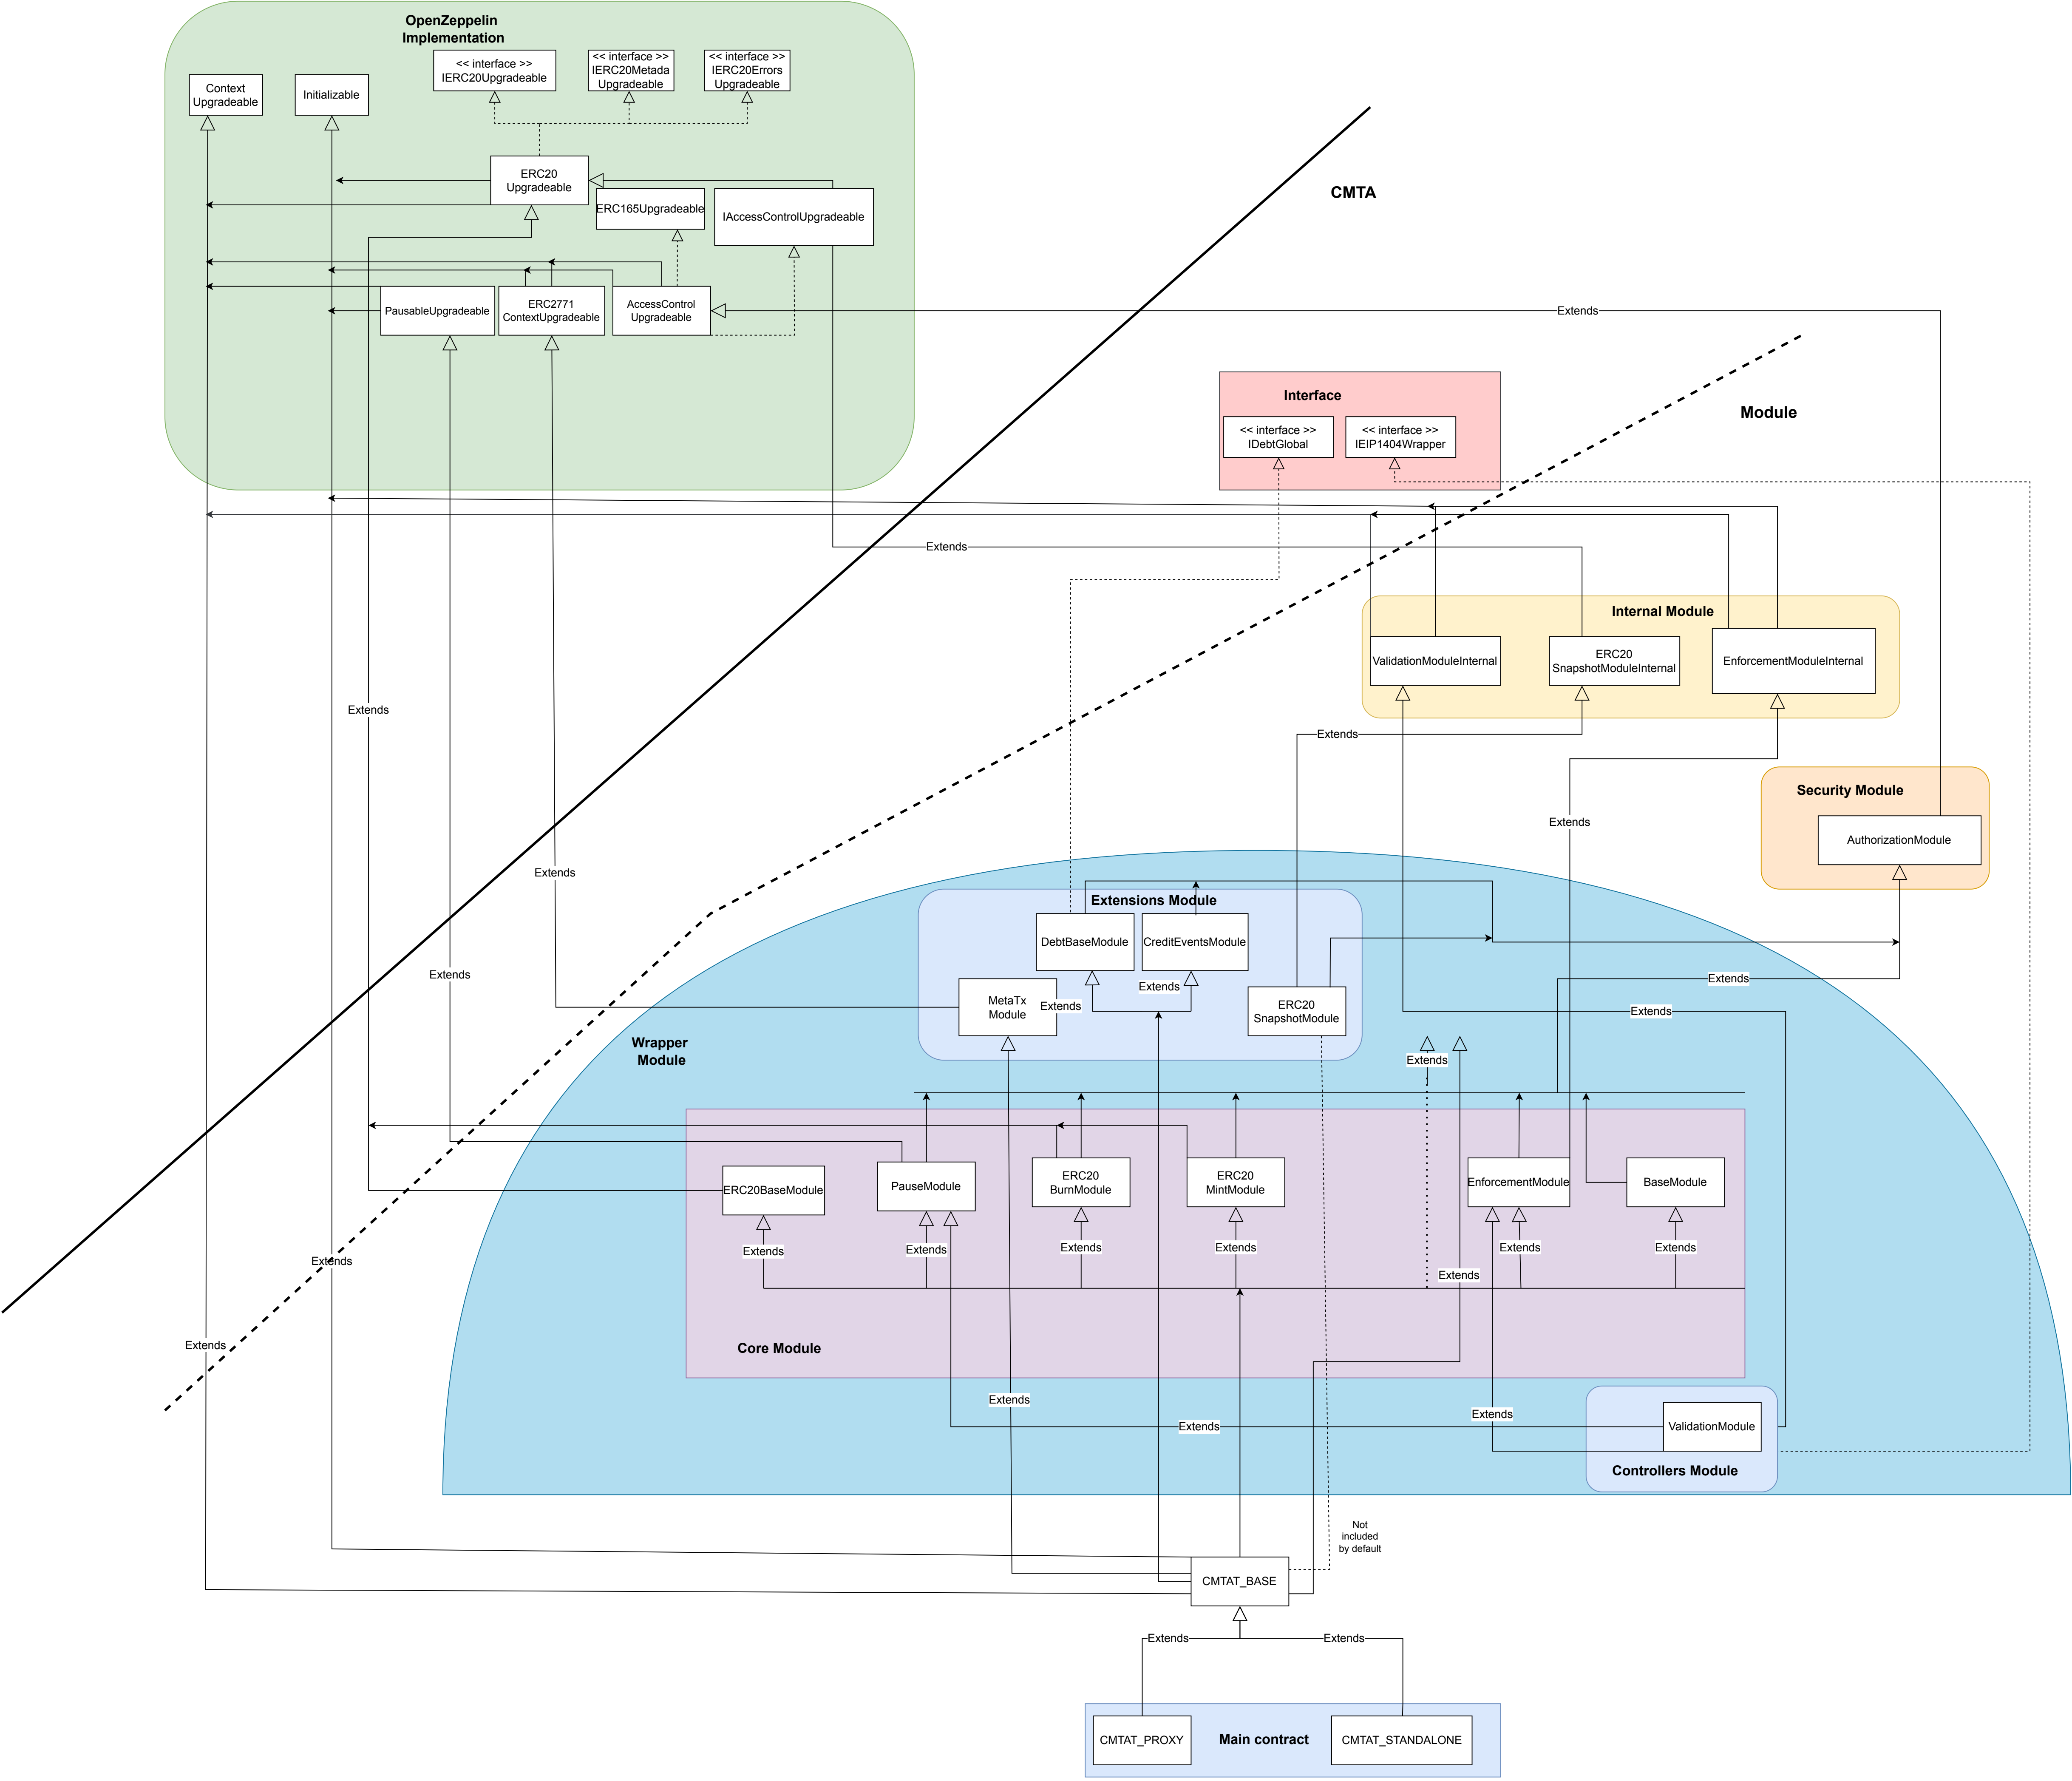 OpenZeppelin
Implementation
<< interface >>
IERC20Upgradeable
<< interface >>
IERC20Metada
Upgradeable
<< interface >>
IERC20Errors
Upgradeable
Context
Upgradeable
Initializable
ERC20
Upgradeable
ERC165Upgradeable
IAccessControlUpgradeable
PausableUpgradeable
ERC2771
ContextUpgradeable
AccessControl
Upgradeable
CMTA
Extends
Module
Interface
<< interface >>
IDebtGlobal
<< interface >>
IEIP1404Wrapper
Extends
Internal Module
ValidationModuleInternal
ERC20
SnapshotModuleInternal
EnforcementModuleInternal
Extends
Extends
Security Module
AuthorizationModule
Extends
Extends
Extends
Extensions Module
DebtBaseModule
CreditEventsModule
Extends
Extends
MetaTx
Module
Extends
ERC20
SnapshotModule
Extends
Wrapper
Module
Extends
ERC20BaseModule
PauseModule
ERC20
BurnModule
ERC20
MintModule
EnforcementModule
BaseModule
Extends
Extends
Extends
Extends
Extends
Extends
Extends
Extends
Extends
Core Module
Extends
Extends
Extends
Extends
ValidationModule
Controllers Module
Not
included
by default
CMTAT_BASE
Extends
Extends
CMTAT_PROXY
Main contract
CMTAT_STANDALONE